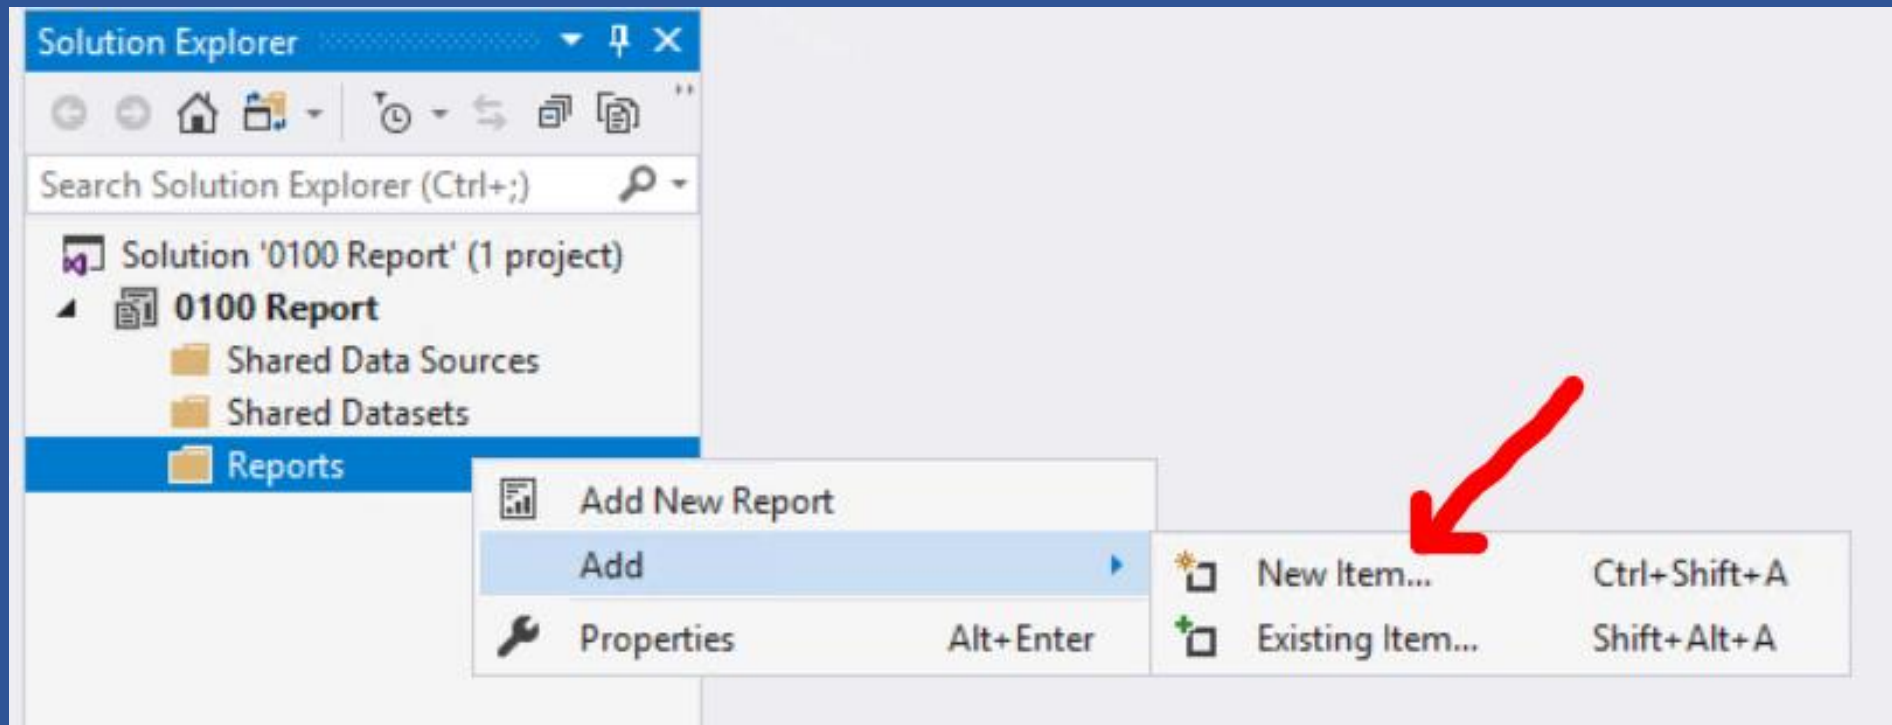 Solution Explorer
Search Solution Explorer (Ctrl+;)
Solution '0100 Report' (1 project)
0100 Report
Shared Data Sources
Shared Datasets
Reports
Add New Report
Add
Properties Alt+Enter
New Item... Ctrl+Shift+A
Existing Item... Shift+Alt+A